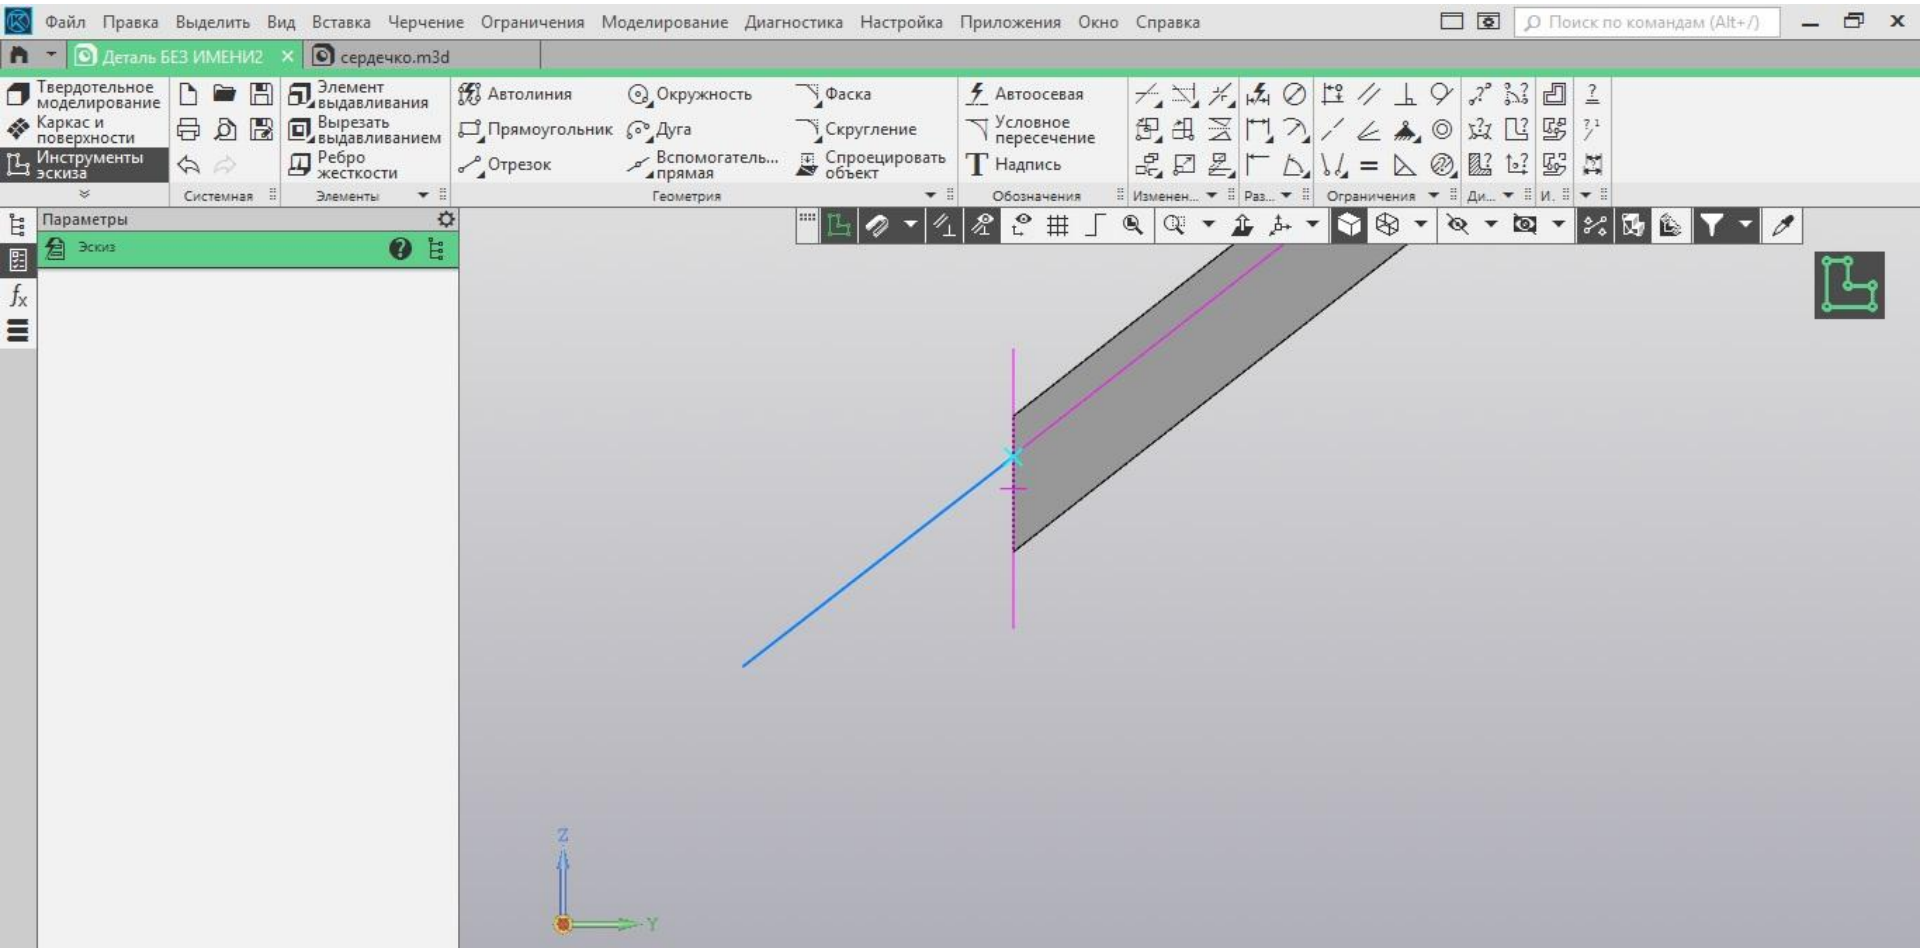 Файл Правка Выделить Вид Вставка Черчение Ограничения Моделирование Диагностика Настройка Приложения Окно Справка Поиск по командам (Alt+/)
Деталь БЕЗ ИМЕНИ2 сердечко.m3d
Твердотельное
моделирование
Каркас и
поверхности
Инструменты
эскиза
Системная
Элемент
выдавливания
Вырезать
выдавливанием
Ребро
жесткости
Элементы
Автолиния Окружность Фаска
Прямоугольник Дуга Скругление
Отрезок Вспомогатель...
прямая
Спроецировать
объект
Геометрия
Автоосевая
Условное
пересечение
Надпись
Обозначения
Изменен... Раз... Ограничения Ди... И.
Параметры
Эскиз
fx
Z
Y